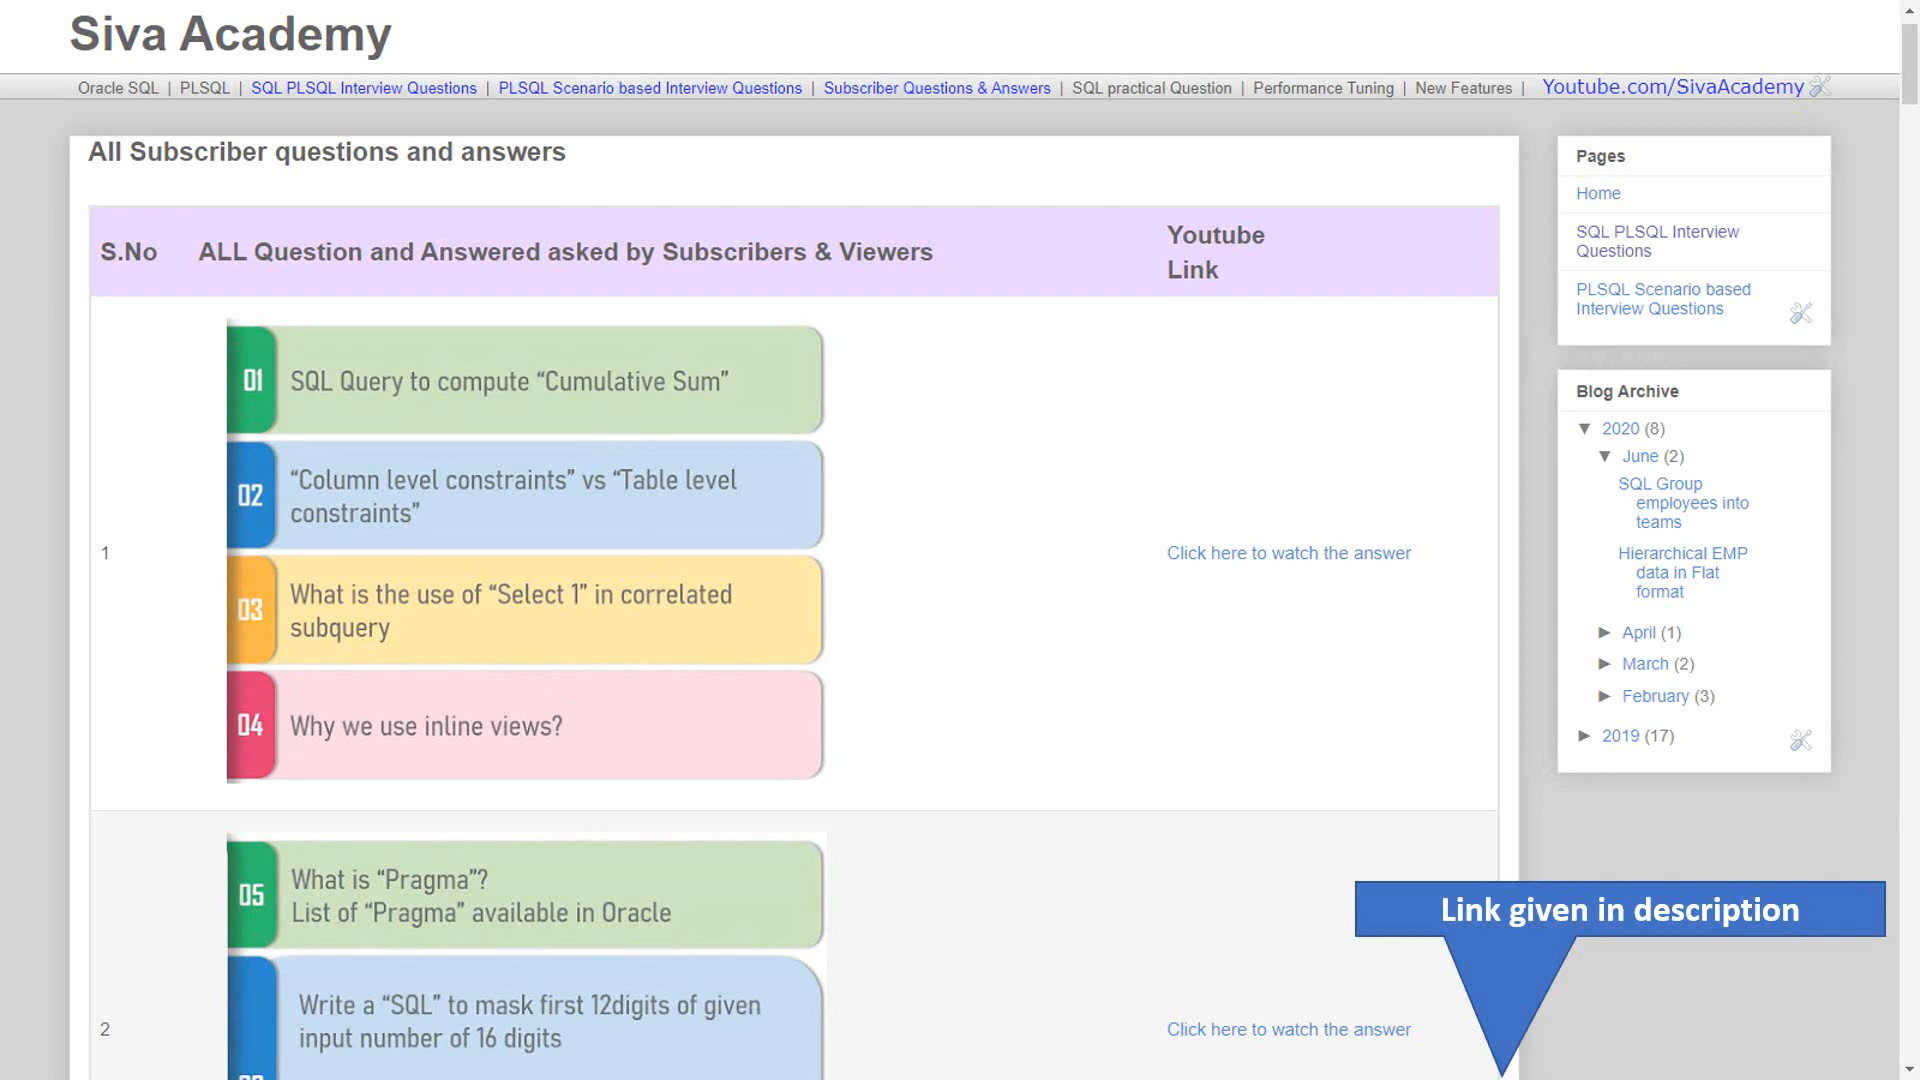 Siva Academy
Oracle SQL | PLSQL | SQL PLSQL Interview Questions | PLSQL Scenario based Interview Questions | Subscriber Questions & Answers | SQL practical Question | Performance Tuning | New Features | Youtube.com/SivaAcademy
All Subscriber questions and answers
S.No ALL Question and Answered asked by Subscribers & Viewers Youtube
Link
01 SQL Query to compute “Cumulative Sum”
02 “Column level constraints” vs “Table level
constraints”
1 Click here to watch the answer
03 What is the use of “Select 1” in correlated
subquery
04 Why we use inline views?
05 What is “Pragma”?
List of “Pragma” available in Oracle
Write a “SQL” to mask first 12digits of given
input number of 16 digits
2 Click here to watch the answer
Pages
Home
SQL PLSQL Interview
Questions
PLSQL Scenario based
Interview Questions
Blog Archive
▼ 2020 (8)
▼ June (2)
SQL Group
employees into
teams
Hierarchical EMP
data in Flat
format
► April (1)
► March (2)
► February (3)
► 2019 (17)
Link given in description